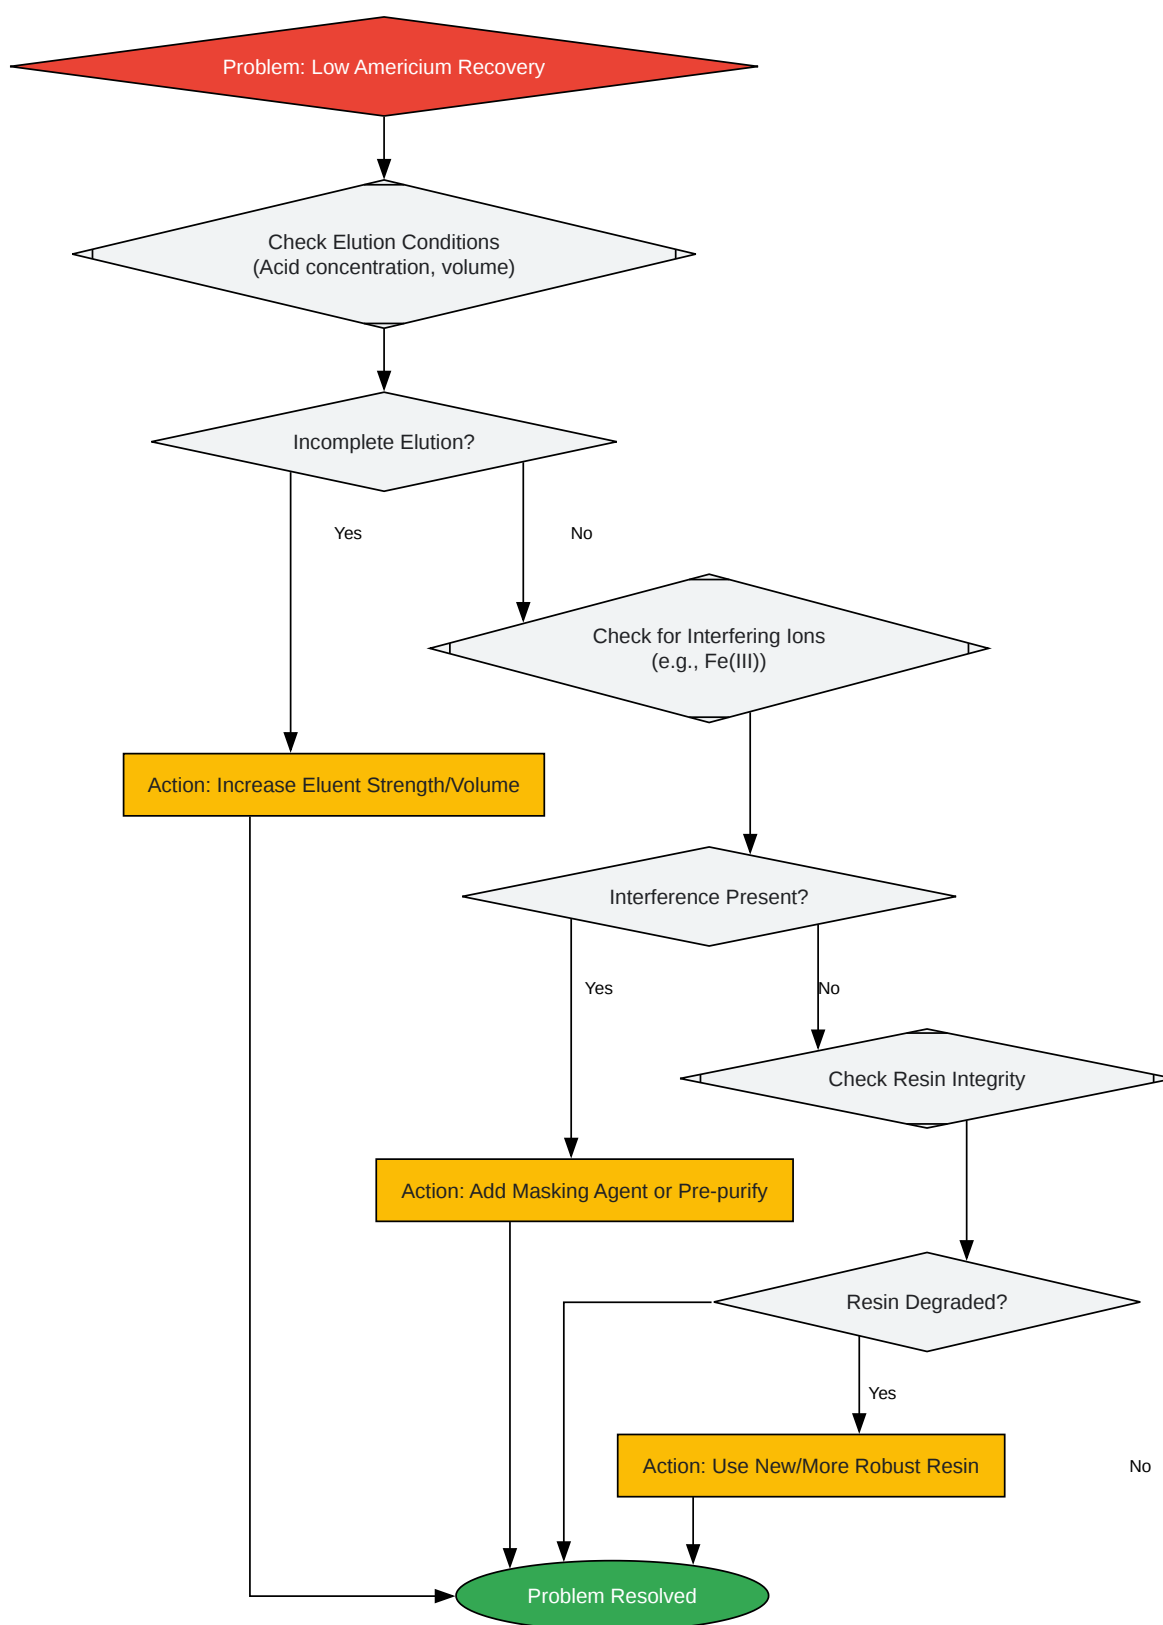 Problem: Low Americium Recovery
Check Elution Conditions
(Acid concentration, volume)
Incomplete Elution?
Yes
No
Check for Interfering Ions
(e.g., Fe(III))
Action: Increase Eluent Strength/Volume
Interference Present?
Yes
No
Check Resin Integrity
Action: Add Masking Agent or Pre-purify
Resin Degraded?
Yes
Action: Use New/More Robust Resin
No
Problem Resolved